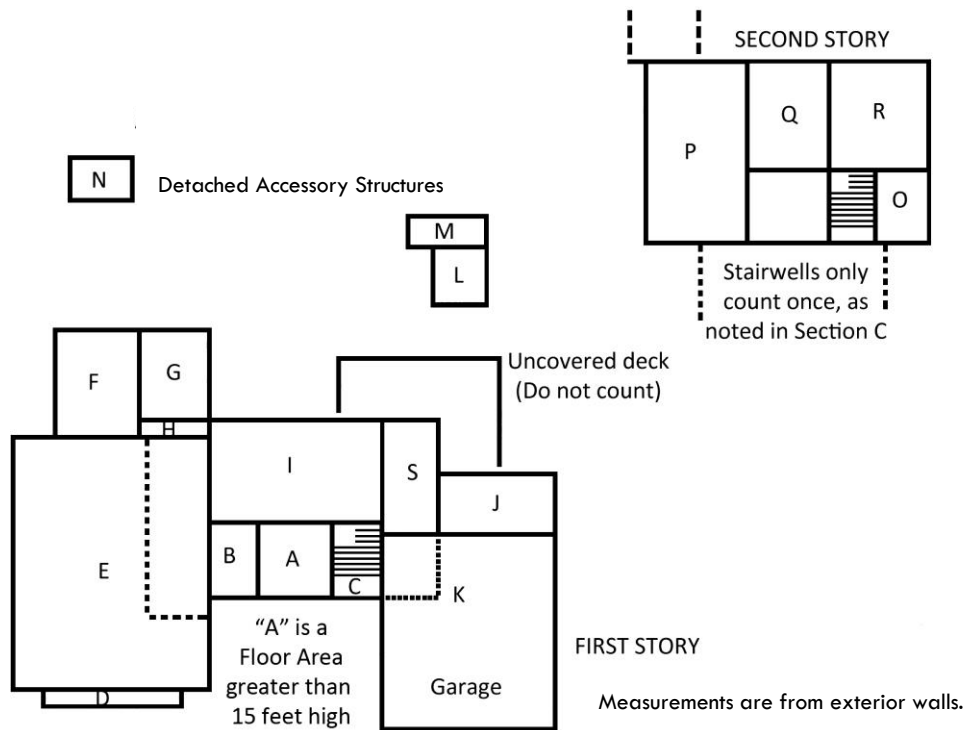 SECOND STORY
Q
R
P
O
N
Detached Accessory Structures
M
L
Stairwells only
count once, as
noted in Section C
Uncovered deck
(Do not count)
F
G
H
I
S
J
B
A
C
E
K
"A" is a
Floor Area
greater than
15 feet high
FIRST STORY
Garage
D
Measurements are from exterior walls.